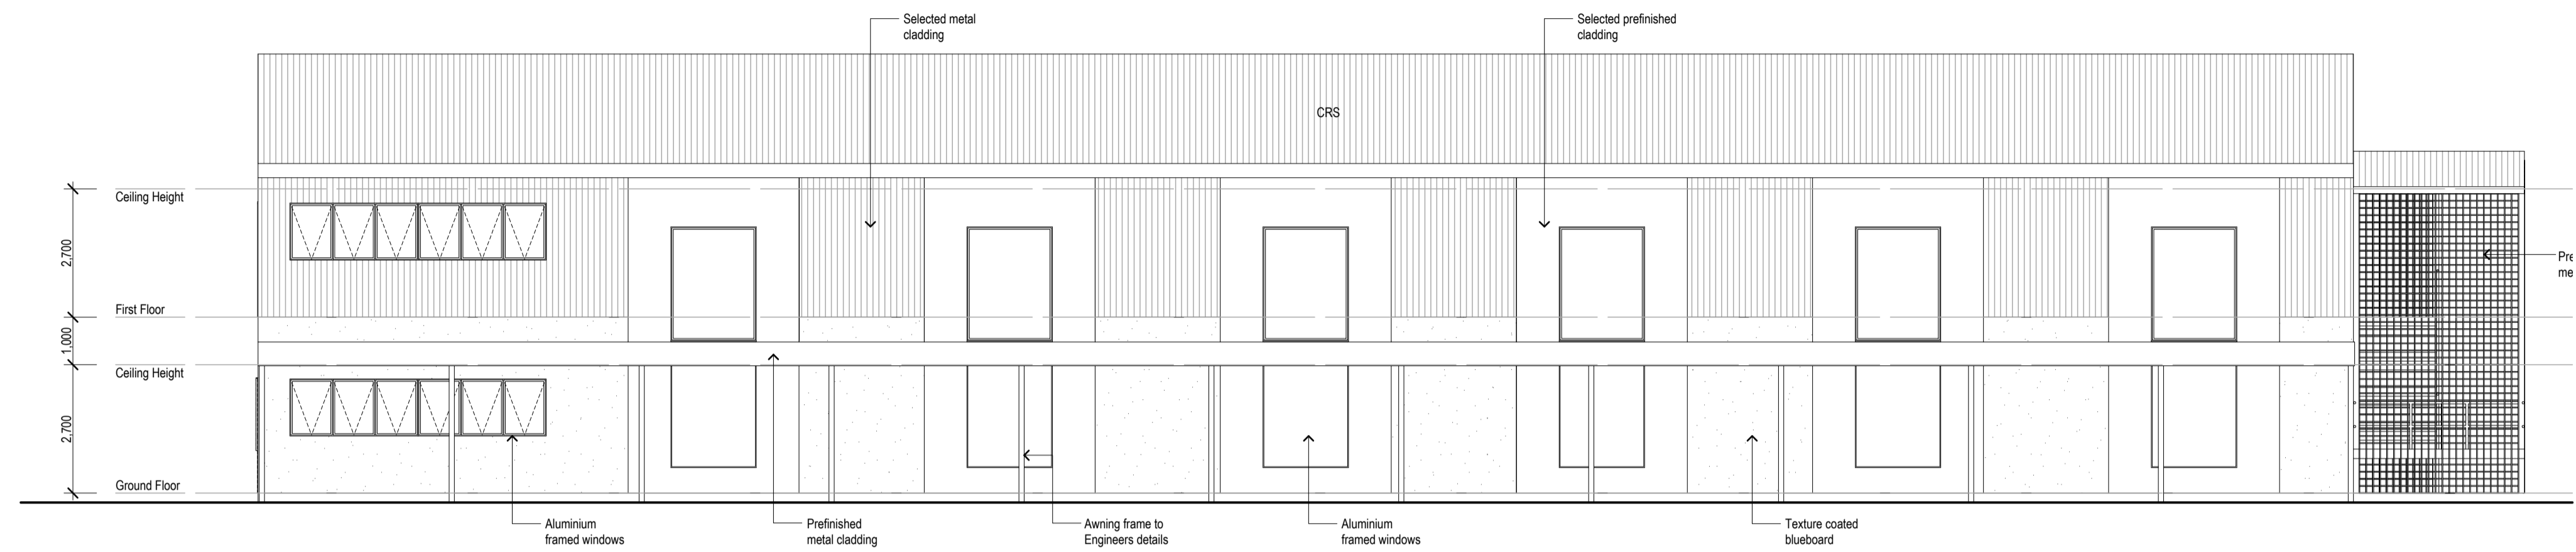 Selected metal
cladding
Selected prefinished
cladding
CRS
Ceiling Height
2,700
First Floor
1,000
Ceiling Height
2,700
Ground Floor
Pre
me
Aluminium
framed windows
Prefinished
metal cladding
Awning frame to
Engineers details
Aluminium
framed windows
Texture coated
blueboard